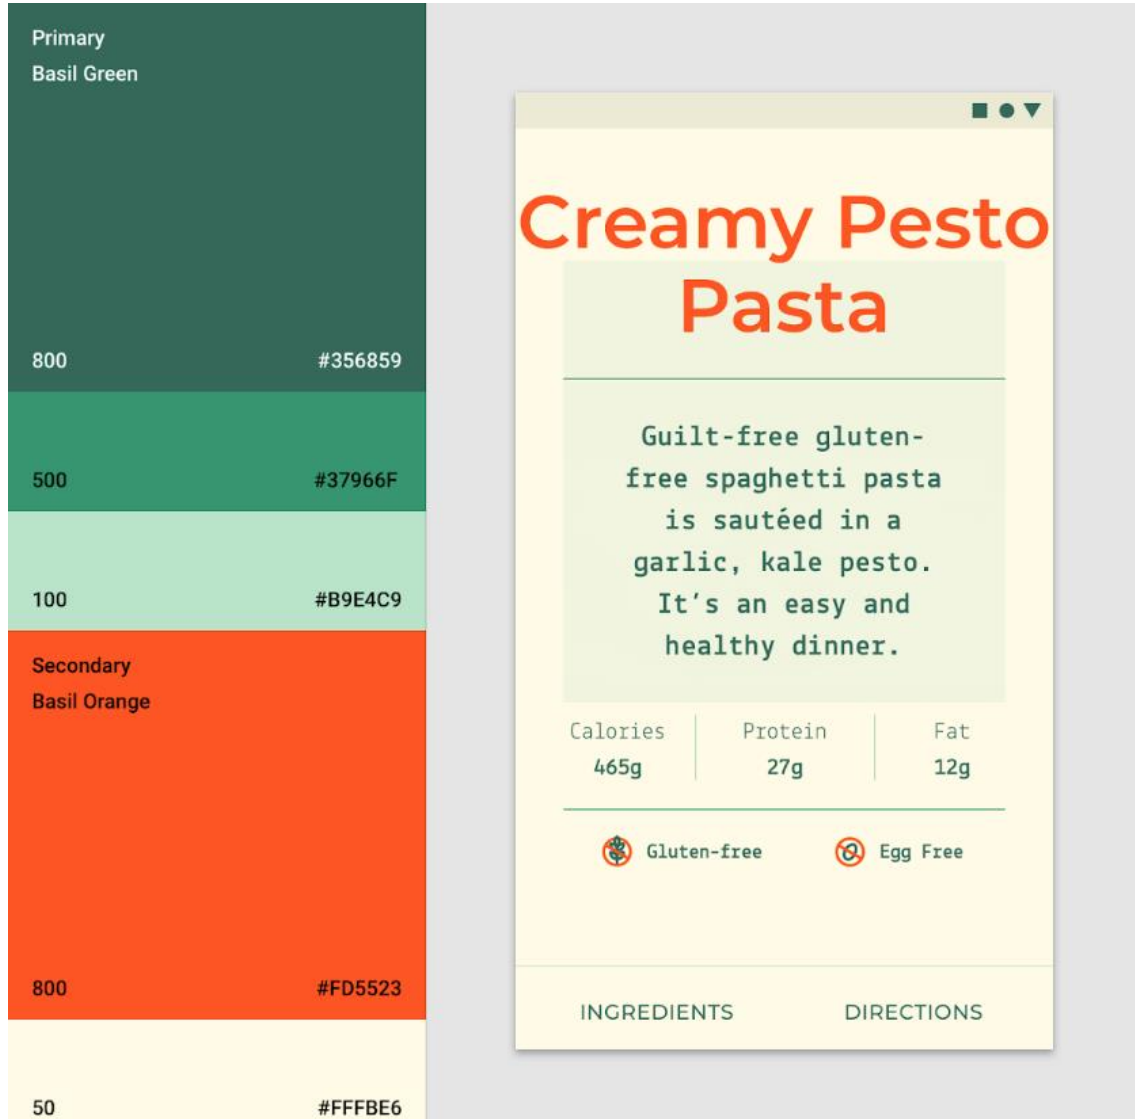 Primary
Basil Green
800 #356859
500 #37966F
100 #B9E4C9
Secondary
Basil Orange
800 #FD5523
50 #FFFBE6
Creamy Pesto
Pasta
Guilt-free gluten-
free spaghetti pasta
is sautéed in a
garlic, kale pesto.
It's an easy and
healthy dinner.
Calories Protein Fat
465g 27g 12g
Gluten-free Egg Free
INGREDIENTS DIRECTIONS